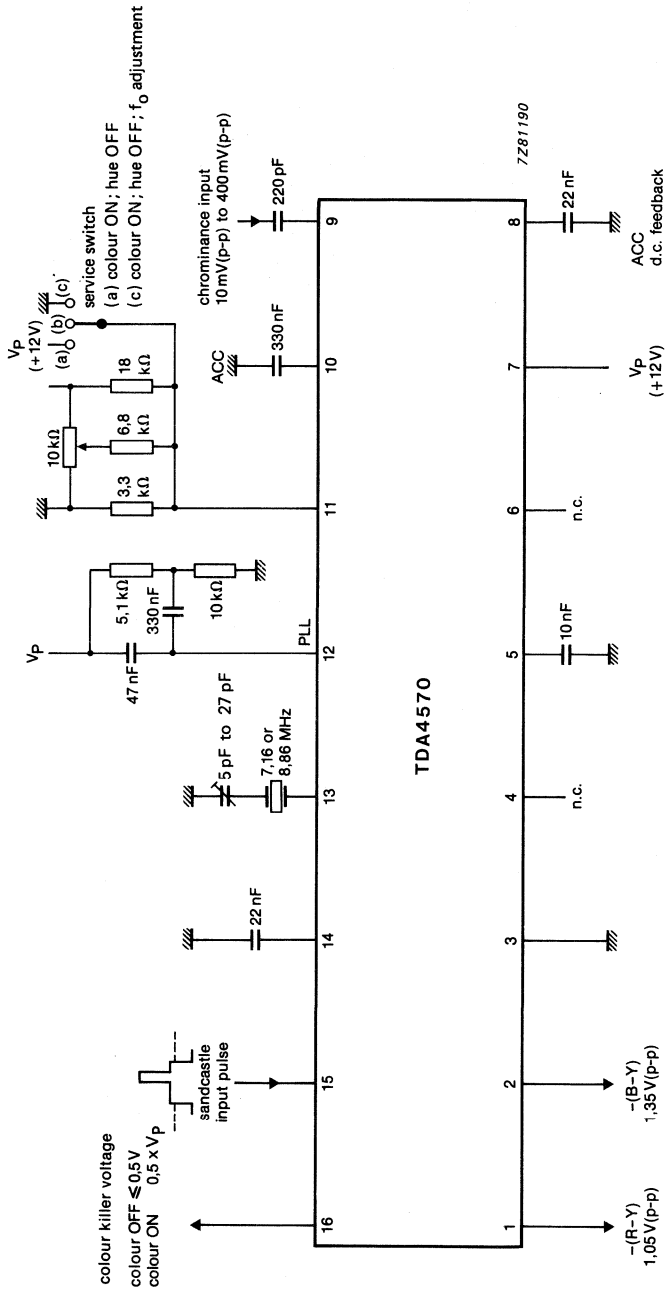 colour killer voltage
colour OFF ⩽ 0,5V
colour ON 0,5 x Vp
sandcastle
input pulse
22 nF
5 pF to 27 pF
7,16 or
8,86 MHz
Vp
47 nF
5,1 kΩ
330 nF
10 kΩ
PLL
10 kΩ
3,3
kΩ
6,8
kΩ
18
kΩ
Vp
(+12 V)
(a)
(b)
(c)
service switch
(a) colour ON; hue OFF
(c) colour ON; hue OFF; fo adjustment
ACC
330 nF
chrominance input
10 mV(p-p) to 400 mV(p-p)
220 pF
16
15
14
13
12
11
10
9
TDA4570
1
2
3
4
5
6
7
8
-(R-Y)
1,05 V(p-p)
-(B-Y)
1,35 V(p-p)
n.c.
10 nF
n.c.
Vp
(+12V)
22 nF
ACC
d.c. feedback
7Z81190